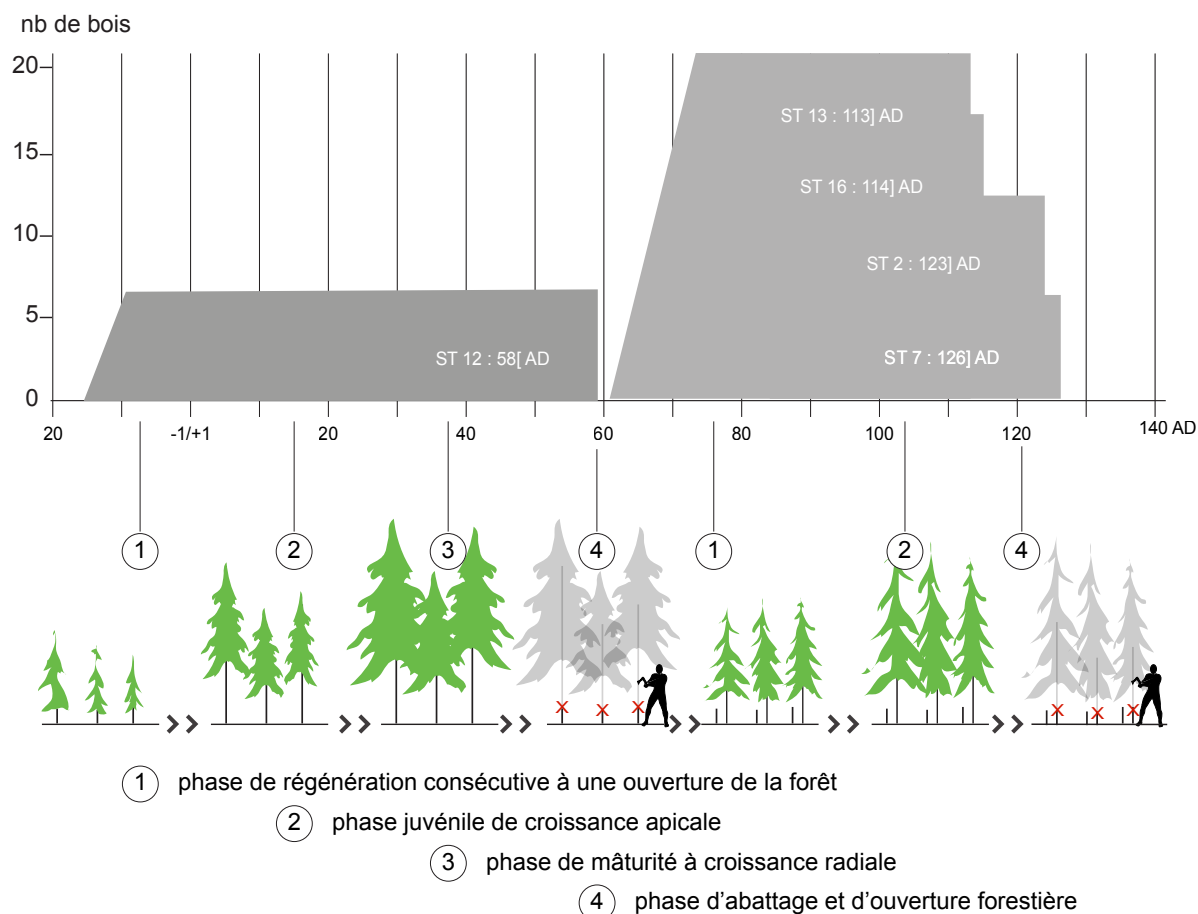 nb de bois
20
15
10
5
0
ST 13 : 113] AD
ST 16 : 114] AD
ST 2 : 123] AD
ST 7 : 126] AD
ST 12 : 58[ AD
20 -1/+1 20 40 60 80 100 120 140 AD
1 2 3 4 1 2 4
1 phase de régénération consécutive à une ouverture de la forêt
2 phase juvénile de croissance apicale
3 phase de mâturité à croissance radiale
4 phase d'abattage et d'ouverture forestière